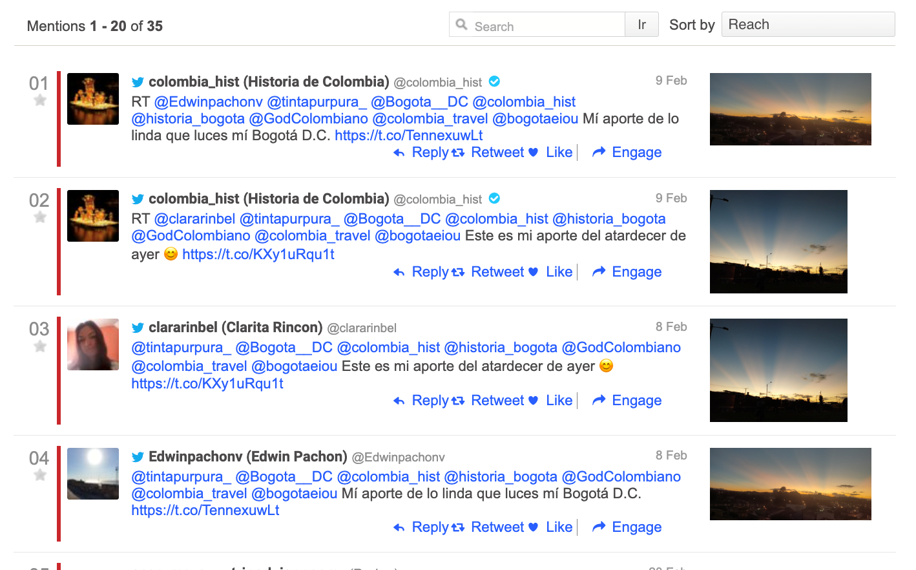 Mentions 1 - 20 of 35
Search
Ir
Sort by
Reach
01
colombia_hist (Historia de Colombia) @colombia_hist
9 Feb
RT @Edwinpachonv @tintapurpura_ @Bogota__DC @colombia_hist
@historia_bogota @GodColombiano @colombia_travel @bogotaeiou Mí aporte de lo
linda que luces mí Bogotá D.C. https://t.co/TennexuwLt
Reply Retweet Like Engage
02
colombia_hist (Historia de Colombia) @colombia_hist
9 Feb
RT @clararinbel @tintapurpura_ @Bogota__DC @colombia_hist @historia_bogota
@GodColombiano @colombia_travel @bogotaeiou Este es mi aporte del atardecer de
ayer 😊 https://t.co/KXy1uRqu1t
Reply Retweet Like Engage
03
clararinbel (Clarita Rincon) @clararinbel
8 Feb
@tintapurpura_ @Bogota__DC @colombia_hist @historia_bogota @GodColombiano
@colombia_travel @bogotaeiou Este es mi aporte del atardecer de ayer 😊
https://t.co/KXy1uRqu1t
Reply Retweet Like Engage
04
Edwinpachonv (Edwin Pachon) @Edwinpachonv
8 Feb
@tintapurpura_ @Bogota__DC @colombia_hist @historia_bogota @GodColombiano
@colombia_travel @bogotaeiou Mí aporte de lo linda que luces mí Bogotá D.C.
https://t.co/TennexuwLt
Reply Retweet Like Engage